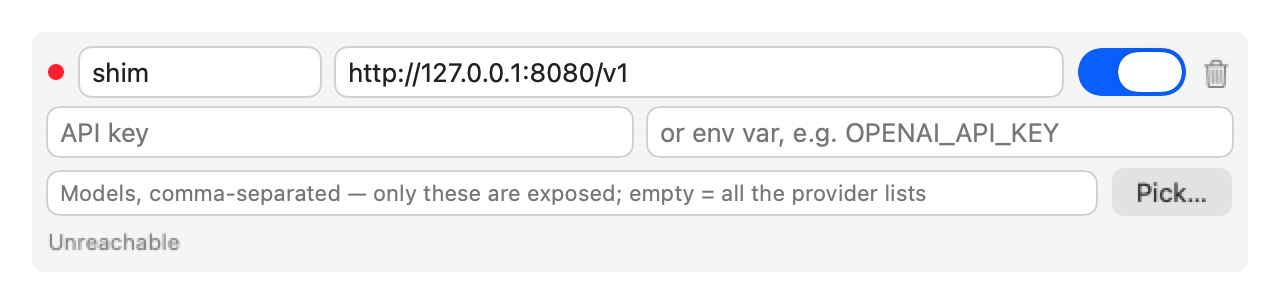 shim http://127.0.0.1:8080/v1
API key or env var, e.g. OPENAI_API_KEY
Models, comma-separated — only these are exposed; empty = all the provider lists Pick...
Unreachable